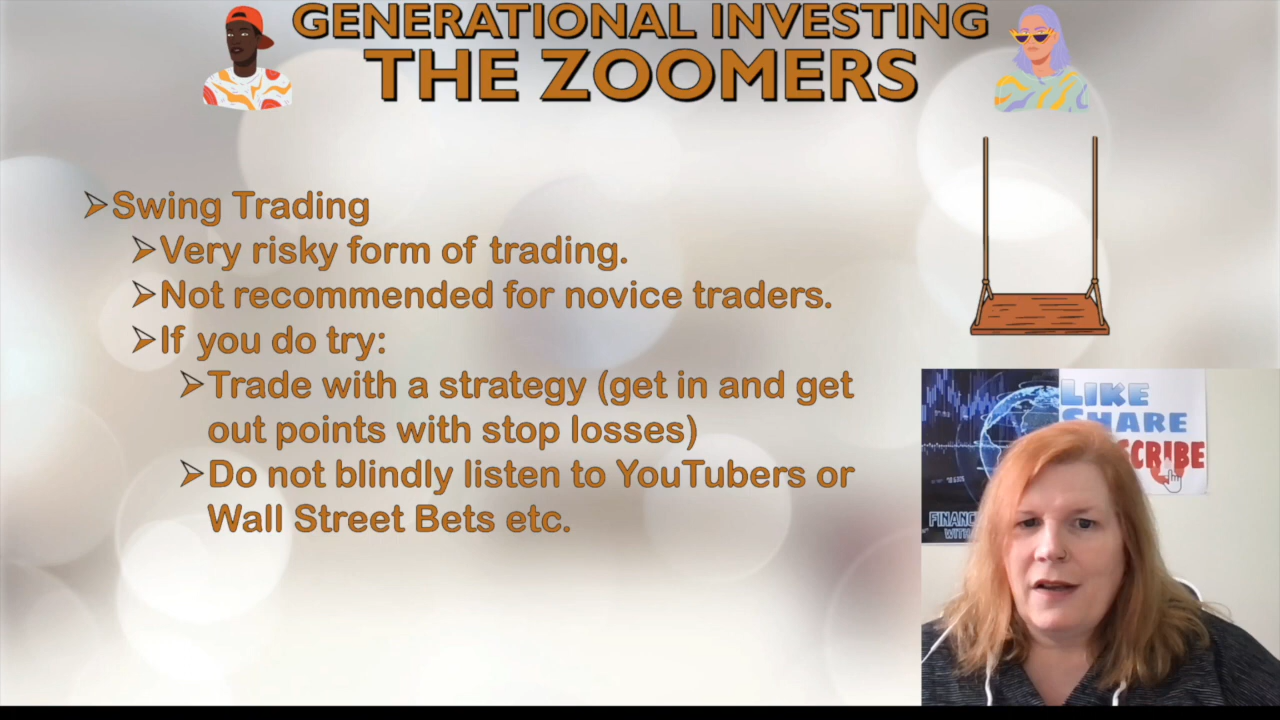 GENERATIONAL INVESTING
THE ZOOMERS
Swing Trading
Very risky form of trading.
Not recommended for novice traders.
If you do try:
Trade with a strategy (get in and get
out points with stop losses)
Do not blindly listen to YouTubers or
Wall Street Bets etc.
LIKE
SHARE